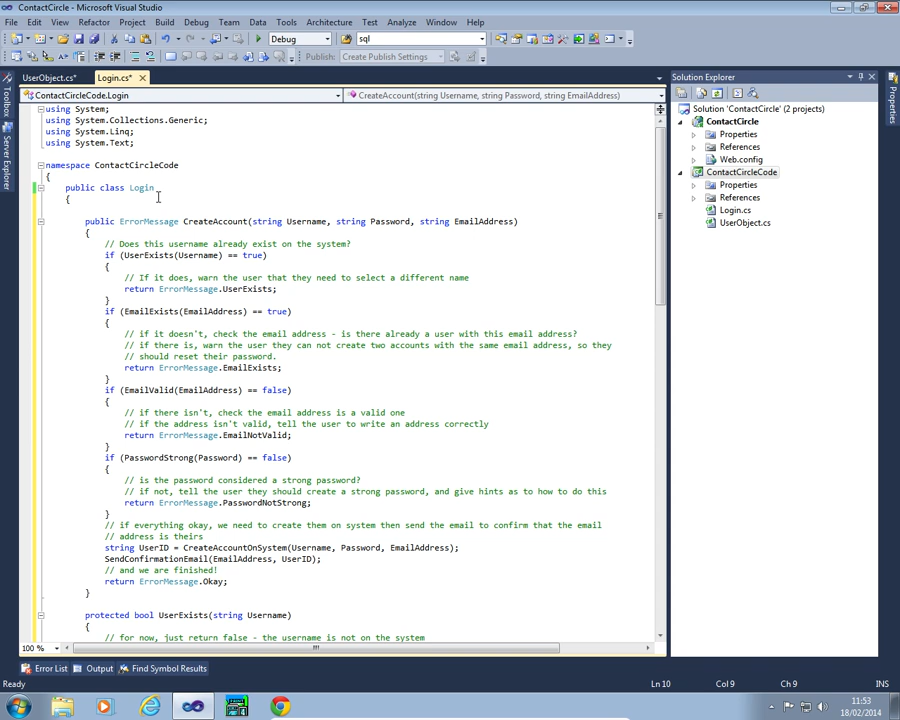 ContactCircle - Microsoft Visual Studio
File Edit View Refactor Project Build Debug Team Data Tools Architecture Test Analyze Window Help
Debug sql
Publish: Create Publish Settings
UserObject.cs* Login.cs* Solution Explorer
ContactCircleCode.Login CreateAccount(string Username, string Password, string EmailAddress)
Toolbox
Server Explorer
Properties
using System;
using System.Collections.Generic;
using System.Linq;
using System.Text;
namespace ContactCircleCode
{
public class Login
{
public ErrorMessage CreateAccount(string Username, string Password, string EmailAddress)
{
// Does this username already exist on the system?
if (UserExists(Username) == true)
{
// If it does, warn the user that they need to select a different name
return ErrorMessage.UserExists;
}
if (EmailExists(EmailAddress) == true)
{
// if it doesn't, check the email address - is there already a user with this email address?
// if there is, warn the user they can not create two accounts with the same email address, so they
// should reset their password.
return ErrorMessage.EmailExists;
}
if (EmailValid(EmailAddress) == false)
{
// if there isn't, check the email address is a valid one
// if the address isn't valid, tell the user to write an address correctly
return ErrorMessage.EmailNotValid;
}
if (PasswordStrong(Password) == false)
{
// is the password considered a strong password?
// if not, tell the user they should create a strong password, and give hints as to how to do this
return ErrorMessage.PasswordNotStrong;
}
// if everything okay, we need to create them on system then send the email to confirm that the email
// address is theirs
string UserID = CreateAccountOnSystem(Username, Password, EmailAddress);
SendConfirmationEmail(EmailAddress, UserID);
// and we are finished!
return ErrorMessage.Okay;
}
protected bool UserExists(string Username)
{
// for now, just return false - the username is not on the system
100 %
Solution 'ContactCircle' (2 projects)
ContactCircle
Properties
References
Web.config
ContactCircleCode
Properties
References
Login.cs
UserObject.cs
Error List Output Find Symbol Results
Ready Ln 10 Col 9 Ch 9 INS
11:53
18/02/2014